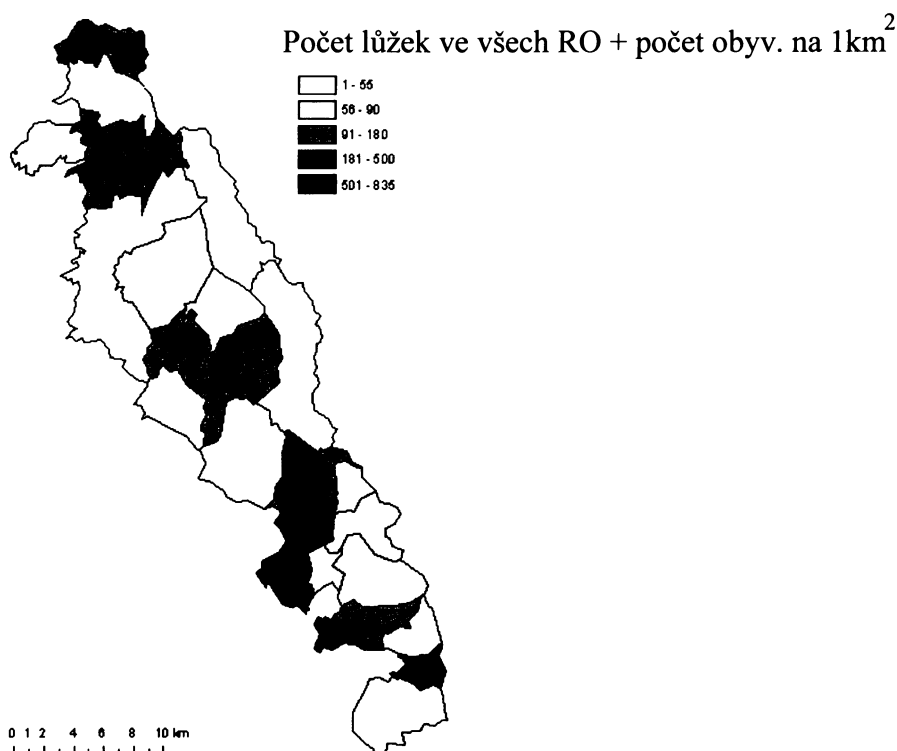 Počet lůžek ve všech RO + počet obyv. na 1km²
1 - 55
56 - 90
91 - 180
181 - 500
501 - 835
0 1 2 4 6 8 10 km